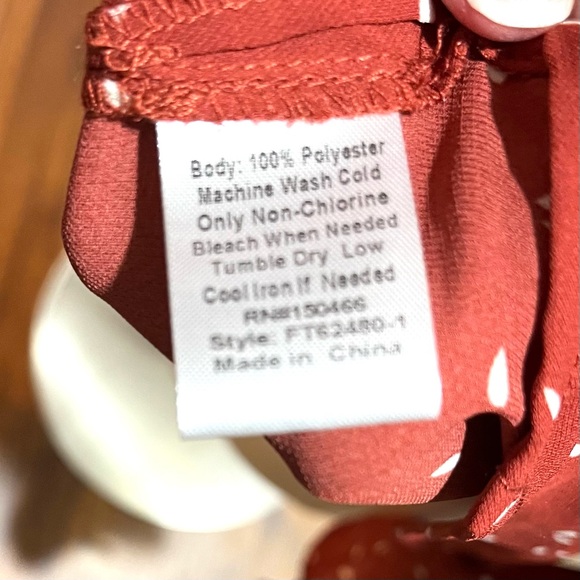 Body: 100% Polyester
Machine Wash Cold
Only Non-Chlorine
Bleach When Needed
Tumble Dry Low
Cool Iron If Needed
RN#150466
Style: FT62480-1
Made in China